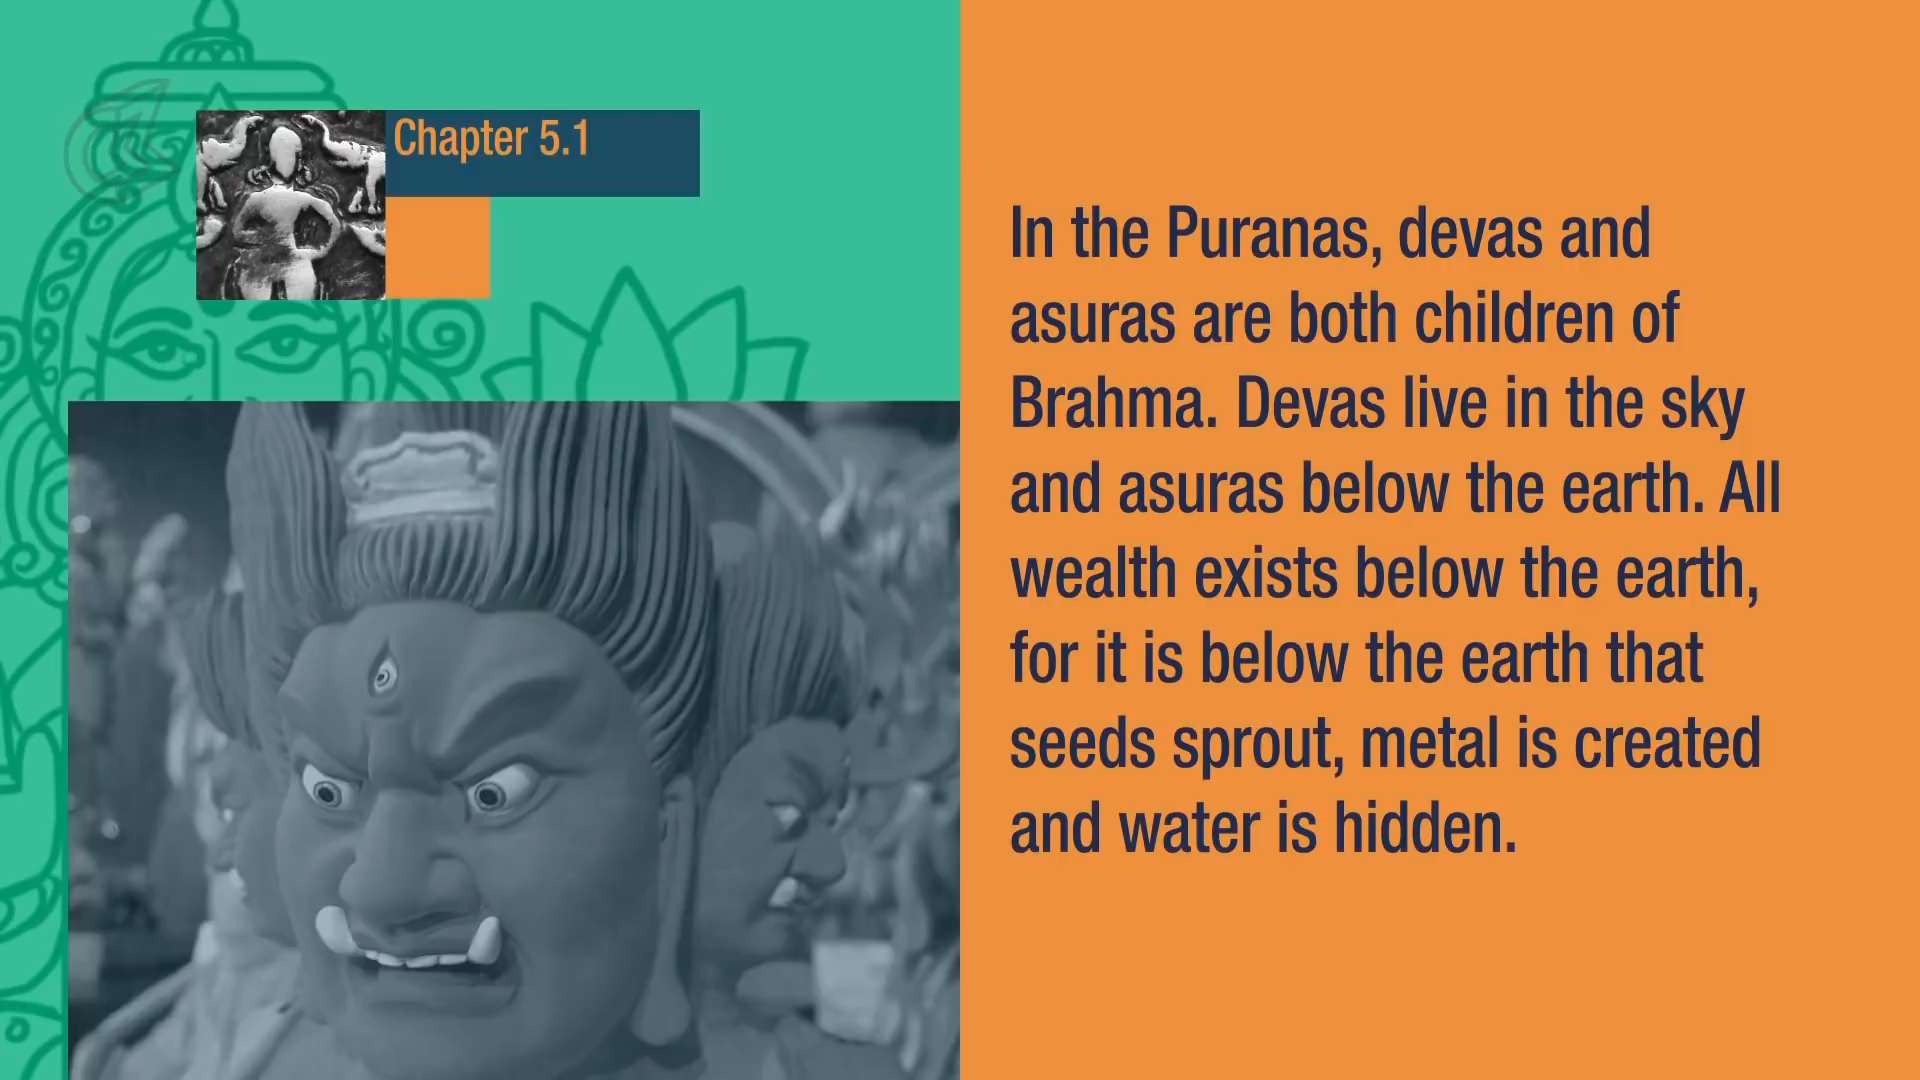 Chapter 5.1
In the Puranas, devas and
asuras are both children of
Brahma. Devas live in the sky
and asuras below the earth. All
wealth exists below the earth,
for it is below the earth that
seeds sprout, metal is created
and water is hidden.